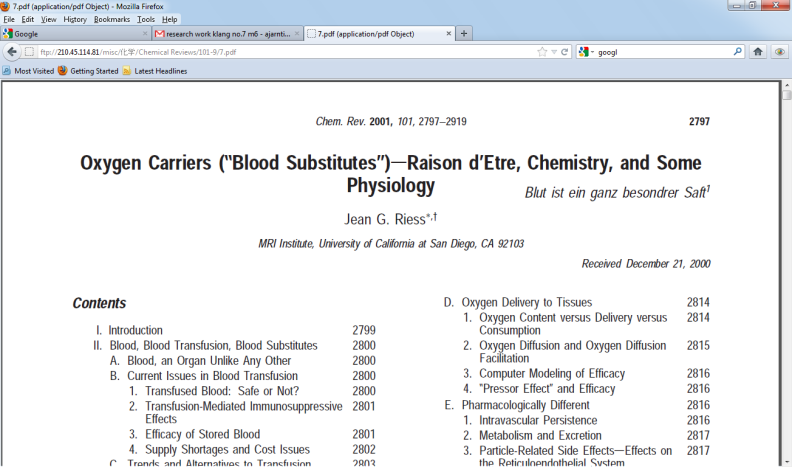 7.pdf (application/pdf Object) - Mozilla Firefox
File Edit View History Bookmarks Tools Help
Google
research work klang no.7 m6 - ajarnti...
7.pdf (application/pdf Object)
ftp://210.45.114.81/misc/化学/Chemical Reviews/101-9/7.pdf
googl
Most Visited Getting Started Latest Headlines
Chem. Rev. 2001, 101, 2797–2919
2797
Oxygen Carriers (“Blood Substitutes”)—Raison d’Etre, Chemistry, and Some
Physiology
Blut ist ein ganz besondrer Saft1
Jean G. Riess*,†
MRI Institute, University of California at San Diego, CA 92103
Received December 21, 2000
Contents
I. Introduction 2799
II. Blood, Blood Transfusion, Blood Substitutes 2800
A. Blood, an Organ Unlike Any Other 2800
B. Current Issues in Blood Transfusion 2800
1. Transfused Blood: Safe or Not? 2800
2. Transfusion-Mediated Immunosuppressive 2801
Effects
3. Efficacy of Stored Blood 2801
4. Supply Shortages and Cost Issues 2802
C. Trends and Alternatives to Transfusion 2803
D. Oxygen Delivery to Tissues 2814
1. Oxygen Content versus Delivery versus 2814
Consumption
2. Oxygen Diffusion and Oxygen Diffusion 2815
Facilitation
3. Computer Modeling of Efficacy 2816
4. “Pressor Effect” and Efficacy 2816
E. Pharmacologically Different 2816
1. Intravascular Persistence 2816
2. Metabolism and Excretion 2817
3. Particle-Related Side Effects—Effects on 2817
the Reticuloendothelial System